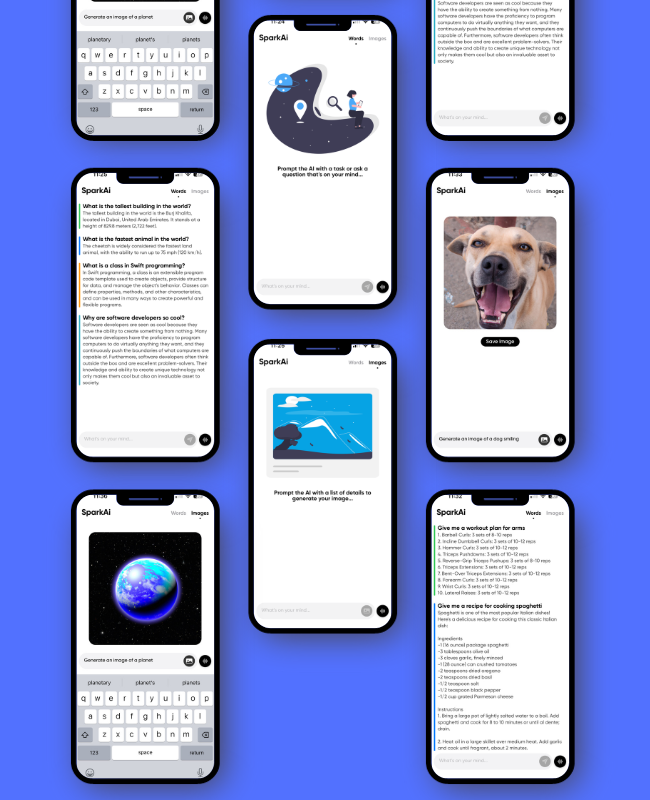 Generate an image of a planet
planetary planet's planets
q w e r t y u i o p
a s d f g h j k l
z x c v b n m
123 space return
11:24
SparkAi Words Images
Prompt the AI with a task or ask a
question that's on your mind...
What's on your mind...
Software developers are seen as cool because they
have the ability to create something from nothing. Many
software developers have the proficiency to program
computers to do virtually anything they want, and they
continuously push the boundaries of what computers are
capable of. Furthermore, software developers often think
outside the box and are excellent problem-solvers. Their
knowledge and ability to create unique technology not
only makes them cool but also an invaluable asset to
society.
What's on your mind...
11:25
SparkAi Words Images
What is the tallest building in the world?
The tallest building in the world is the Burj Khalifa,
located in Dubai, United Arab Emirates. It stands at a
height of 829.8 meters (2,722 feet).
What is the fastest animal in the world?
The cheetah is widely considered the fastest land
animal, with the ability to run up to 75 mph (120 km/h).
What is a class in Swift programming?
In Swift programming, a class is an extensible program
code template used to create objects, provide structure
for data, and manage the object's behavior. Classes can
define properties, methods, and other characteristics,
and can be used in many ways to create powerful and
flexible programs.
Why are software developers so cool?
Software developers are seen as cool because they
have the ability to create something from nothing. Many
software developers have the proficiency to program
computers to do virtually anything they want, and they
continuously push the boundaries of what computers are
capable of. Furthermore, software developers often think
outside the box and are excellent problem-solvers. Their
knowledge and ability to create unique technology not
only makes them cool but also an invaluable asset to
society.
What's on your mind...
11:33
SparkAi Words Images
Save Image
Generate an image of a dog smiling
11:25
SparkAi Words Images
Prompt the AI with a list of details to
generate your image...
What's on your mind...
11:36
SparkAi Words Images
Generate an image of a planet
planetary planet's planets
q w e r t y u i o p
a s d f g h j k l
z x c v b n m
123 space return
11:32
SparkAi Words Images
Give me a workout plan for arms
1. Barbell Curls: 3 sets of 8-10 reps
2. Incline Dumbbell Curls: 3 sets of 10-12 reps
3. Hammer Curls: 3 sets of 10-12 reps
4. Triceps Pushdowns: 3 sets of 10-12 reps
5. Reverse-Grip Triceps Pushups: 3 sets of 8-10 reps
6. Triceps Extensions: 3 sets of 10-12 reps
7. Bent-Over Triceps Extensions: 3 sets of 10-12 reps
8. Forearm Curls: 3 sets of 10-12 reps
9. Wrist Curls: 3 sets of 10-12 reps
10. Lateral Raises: 3 sets of 10-12 reps
Give me a recipe for cooking spaghetti
Spaghetti is one of the most popular Italian dishes!
Here's a delicious recipe for cooking this classic Italian
dish:
Ingredients
-1 (16 ounce) package spaghetti
-3 tablespoons olive oil
-3 cloves garlic, finely minced
-1 (28 ounce) can crushed tomatoes
-2 teaspoons dried oregano
-2 teaspoons dried basil
-1/2 teaspoon salt
-1/2 teaspoon black pepper
-1/2 cup grated Parmesan cheese
Instructions
1. Bring a large pot of lightly salted water to a boil. Add
spaghetti and cook for 8 to 10 minutes or until al dente;
drain.
2. Heat oil in a large skillet over medium heat. Add garlic
and cook until fragrant, about 2 minutes.
What's on your mind...